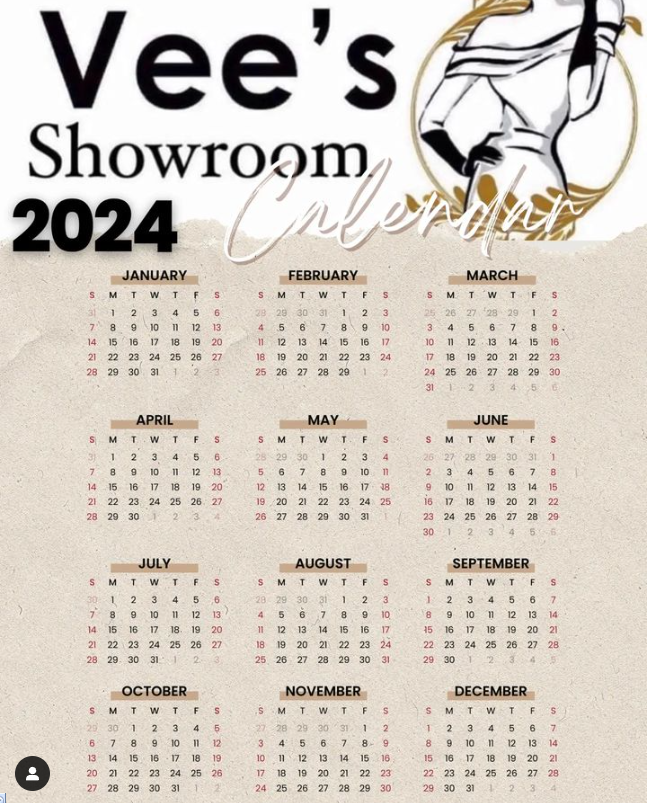 Vee's
Showroom
2024 Calendar
JANUARY
S M T W T F S
31 1 2 3 4 5 6
7 8 9 10 11 12 13
14 15 16 17 18 19 20
21 22 23 24 25 26 27
28 29 30 31 1 2 3
FEBRUARY
S M T W T F S
28 29 30 31 1 2 3
4 5 6 7 8 9 10
11 12 13 14 15 16 17
18 19 20 21 22 23 24
25 26 27 28 29 1 2
MARCH
S M T W T F S
25 26 27 28 29 1 2
3 4 5 6 7 8 9
10 11 12 13 14 15 16
17 18 19 20 21 22 23
24 25 26 27 28 29 30
31 1 2 3 4 5 6
APRIL
S M T W T F S
31 1 2 3 4 5 6
7 8 9 10 11 12 13
14 15 16 17 18 19 20
21 22 23 24 25 26 27
28 29 30 1 2 3 4
MAY
S M T W T F S
28 29 30 1 2 3 4
5 6 7 8 9 10 11
12 13 14 15 16 17 18
19 20 21 22 23 24 25
26 27 28 29 30 31 1
JUNE
S M T W T F S
26 27 28 29 30 31 1
2 3 4 5 6 7 8
9 10 11 12 13 14 15
16 17 18 19 20 21 22
23 24 25 26 27 28 29
30 1 2 3 4 5 6
JULY
S M T W T F S
30 1 2 3 4 5 6
7 8 9 10 11 12 13
14 15 16 17 18 19 20
21 22 23 24 25 26 27
28 29 30 31 1 2 3
AUGUST
S M T W T F S
28 29 30 31 1 2 3
4 5 6 7 8 9 10
11 12 13 14 15 16 17
18 19 20 21 22 23 24
25 26 27 28 29 30 31
SEPTEMBER
S M T W T F S
1 2 3 4 5 6 7
8 9 10 11 12 13 14
15 16 17 18 19 20 21
22 23 24 25 26 27 28
29 30 1 2 3 4 5
OCTOBER
S M T W T F S
29 30 1 2 3 4 5
6 7 8 9 10 11 12
13 14 15 16 17 18 19
20 21 22 23 24 25 26
27 28 29 30 31 1 2
NOVEMBER
S M T W T F S
27 28 29 30 31 1 2
3 4 5 6 7 8 9
10 11 12 13 14 15 16
17 18 19 20 21 22 23
24 25 26 27 28 29 30
DECEMBER
S M T W T F S
1 2 3 4 5 6 7
8 9 10 11 12 13 14
15 16 17 18 19 20 21
22 23 24 25 26 27 28
29 30 31 1 2 3 4